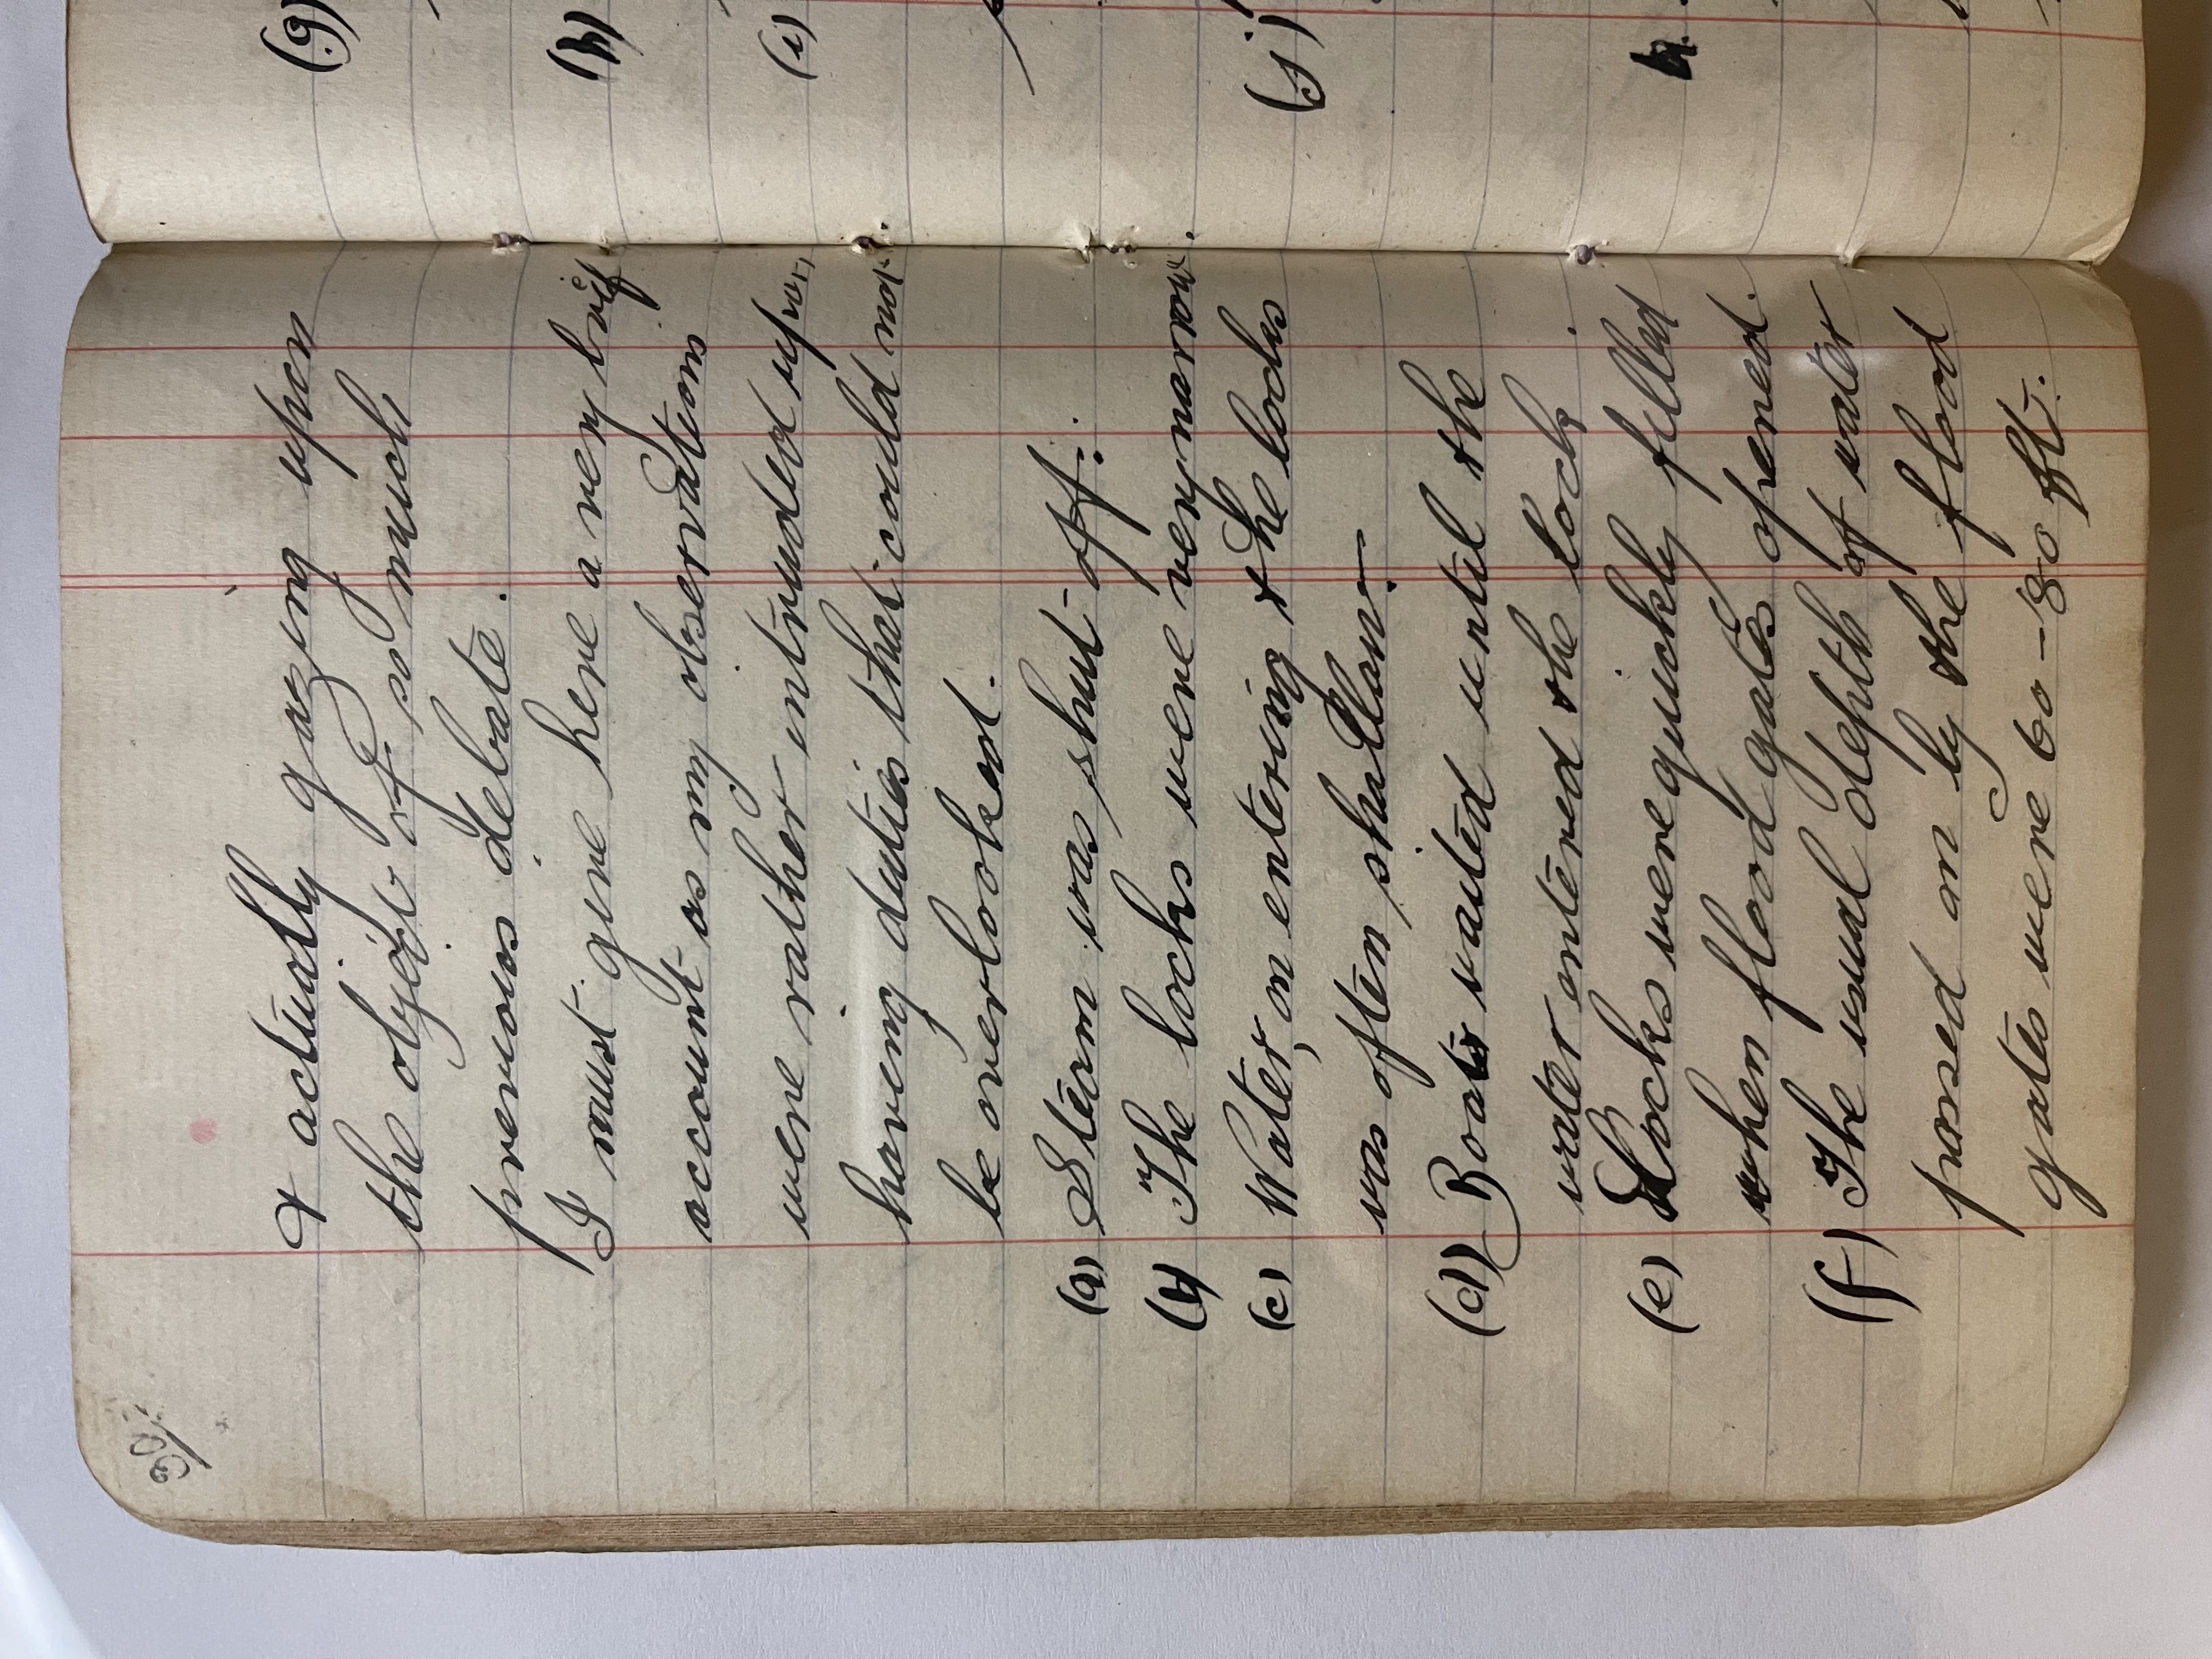 30.
& actually gazing upon
the object of so much
previous debate.
I must give here a very brief
account as my observations
were rather intruded upon,
having duties that could not
be overlooked.
(a) Steam was shut off.
(b) The locks were very narrow.
(c) Water, on entering the locks
was often shallow.
(d) Boats waited until the
water entered the lock.
(e) Locks were quickly filled
when flood gates opened.
(f) The usual depth of water
passed on by the flood
gates were 60-80 ft.
(g)
(h)
(i)
(j)
k.